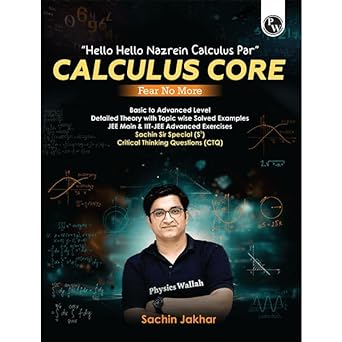 PW
"Hello Hello Nazrein Calculus Par"
CALCULUS CORE
Fear No More
Basic to Advanced Level
Detailed Theory with Topic wise Solved Examples
JEE Main & IIT-JEE Advanced Exercises
Sachin Sir Special (S³)
Critical Thinking Questions (CTQ)
Physics Wallah
Sachin Jakhar